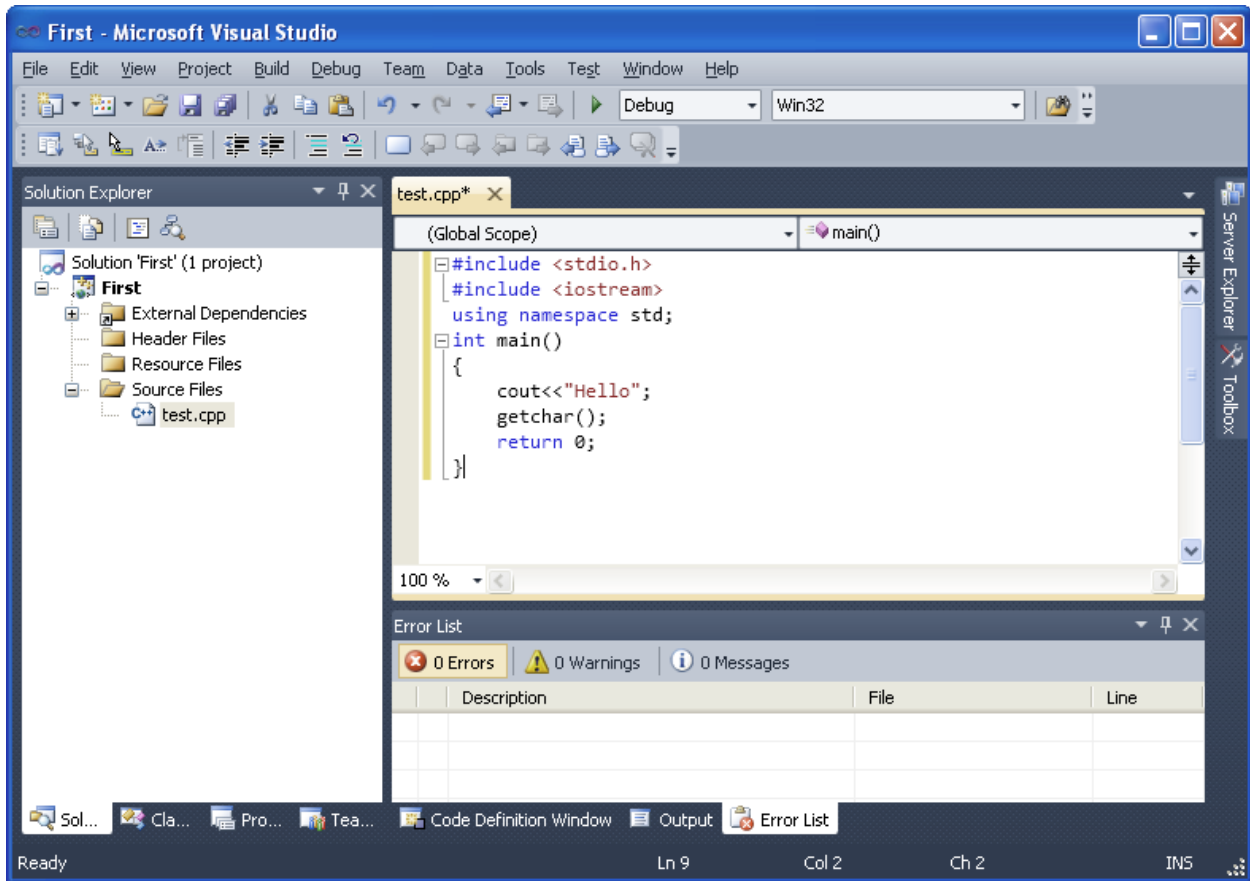 First - Microsoft Visual Studio
File Edit View Project Build Debug Team Data Tools Test Window Help
Debug Win32
Solution Explorer
Solution 'First' (1 project)
First
External Dependencies
Header Files
Resource Files
Source Files
test.cpp
test.cpp*
(Global Scope) main()
#include <stdio.h>
#include <iostream>
using namespace std;
int main()
{
cout<<"Hello";
getchar();
return 0;
}
100 %
Server Explorer
Toolbox
Error List
0 Errors 0 Warnings 0 Messages
Description File Line
Sol... Cla... Pro... Tea... Code Definition Window Output Error List
Ready Ln 9 Col 2 Ch 2 INS